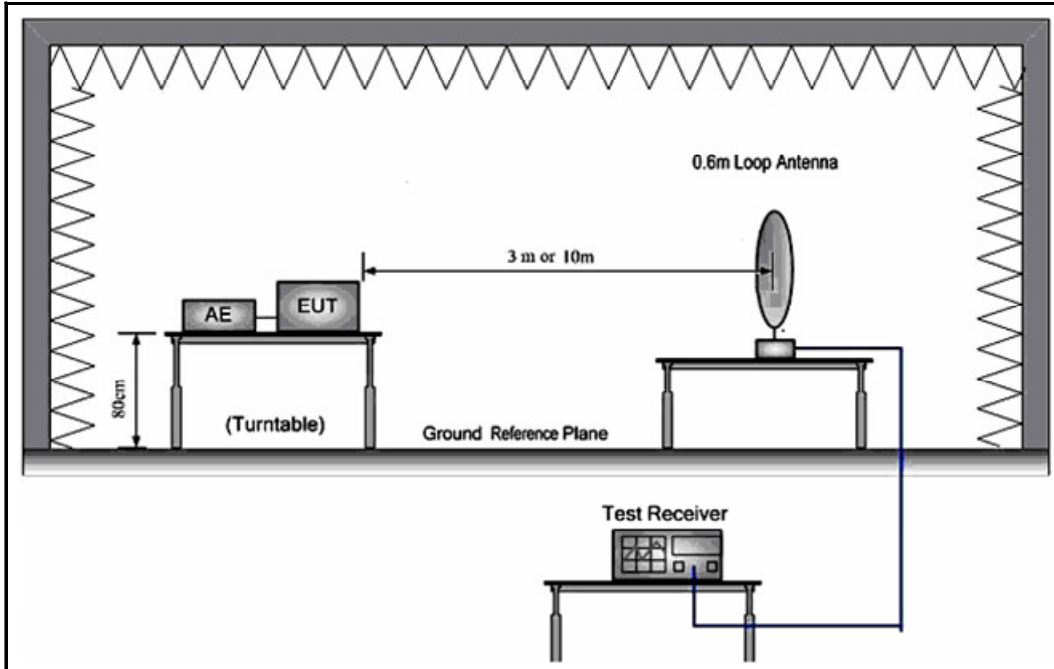 0.6m Loop Antenna
3 m or 10m
AE
EUT
80cm
(Turntable)
Ground Reference Plane
Test Receiver